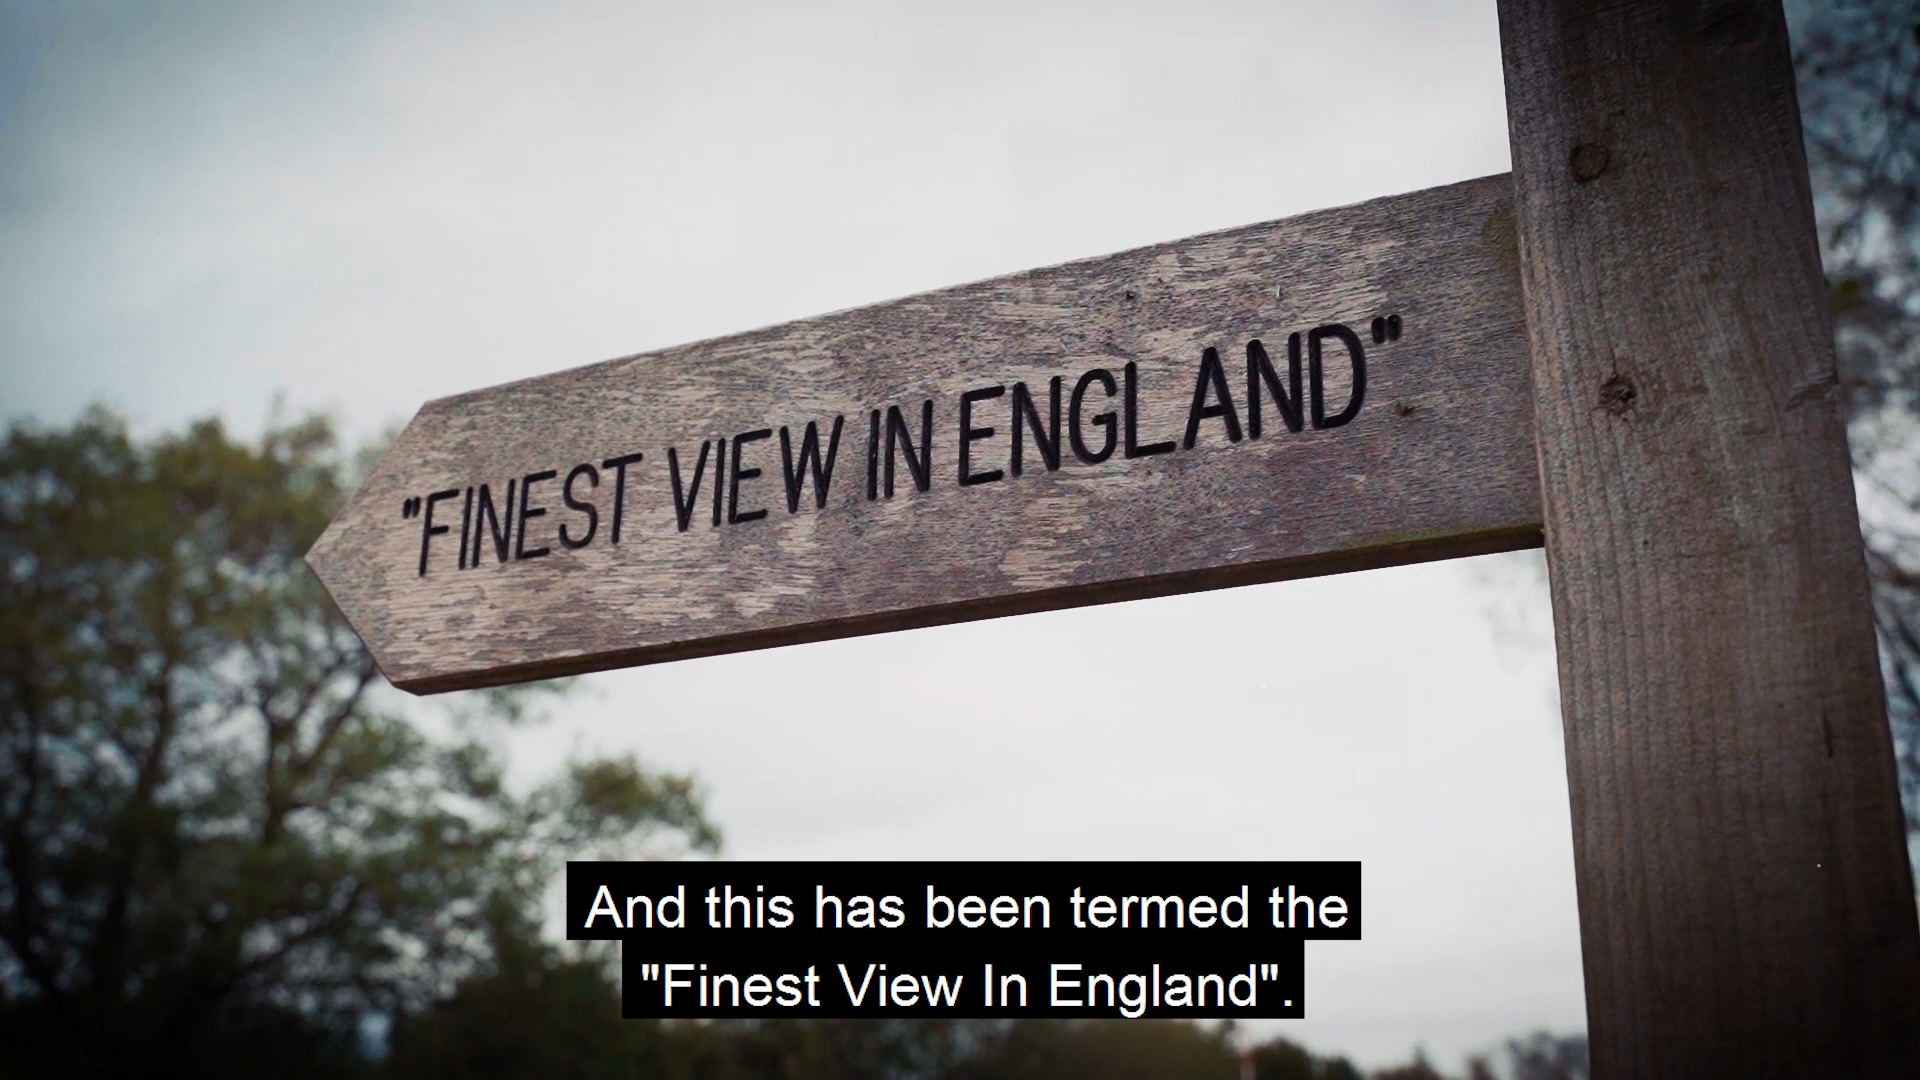 "FINEST VIEW IN ENGLAND"
And this has been termed the
"Finest View In England".